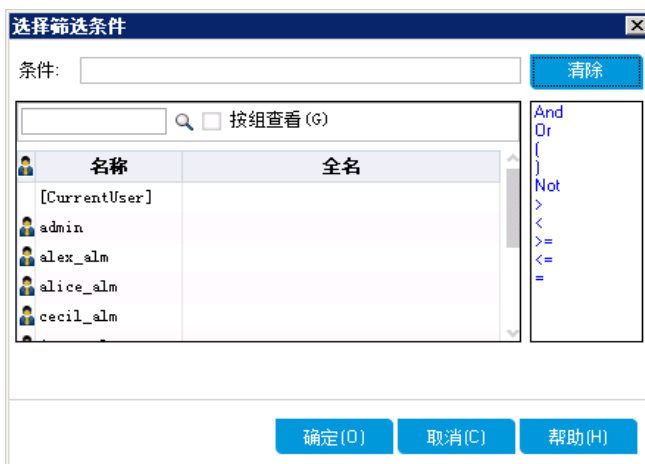 选择筛选条件
条件:
清除
按组查看(G)
名称 全名
[CurrentUser]
admin
alex_alm
alice_alm
cecil_alm
And
Or
(
)
Not
>
<
>=
<=
=
确定(O) 取消(C) 帮助(H)